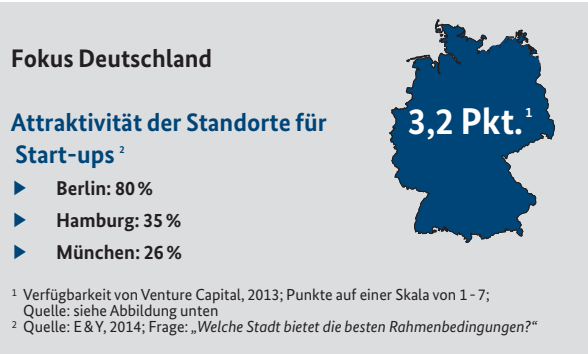 Fokus Deutschland
3,2 Pkt.¹
Attraktivität der Standorte für
Start-ups ²
▶ Berlin: 80 %
▶ Hamburg: 35 %
▶ München: 26 %
¹ Verfügbarkeit von Venture Capital, 2013; Punkte auf einer Skala von 1 - 7;
Quelle: siehe Abbildung unten
² Quelle: E & Y, 2014; Frage: „Welche Stadt bietet die besten Rahmenbedingungen?“